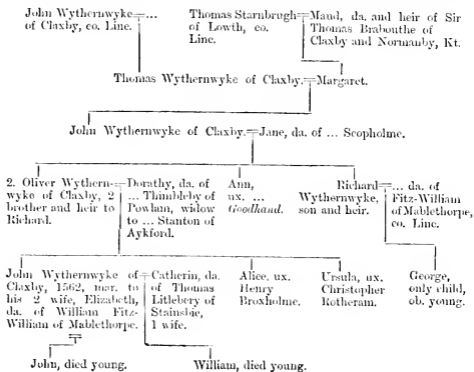 John Wythernwyke=...
of Claxby, co. Linc.
Thomas Starnbrugh=Maud, da. and heir of Sir
of Lowth, co. Thomas Brabouthe of
Linc. Claxby and Normanby, Kt.
Thomas Wythernwyke of Claxby.=Margaret.
John Wythernwyke of Claxby.=Jane, da. of ... Scopholme.
2. Oliver Wythern-
wyke of Claxby, 2
brother and heir to
Richard.
=Dorathy, da. of
... Thimbleby of
Powham, widow
to ... Stanton of
Aykford.
Ann,
ux. ...
Goodhand.
Richard
Wythernwyke,
son and heir.
=... da. of
Fitz-William
of Mablethorpe,
co. Linc.
John Wythernwyke of
Claxby, 1562, mar. to
his 2 wife, Elizabeth,
da. of William Fitz-
William of Mablethorpe.
=Catherin, da.
of Thomas
Litlebery of
Stainsbie,
1 wife.
Alice, ux.
Henry
Broxholme.
Ursula, ux.
Christopher
Rotheram.
George,
only child,
ob. young.
John, died young.
William, died young.